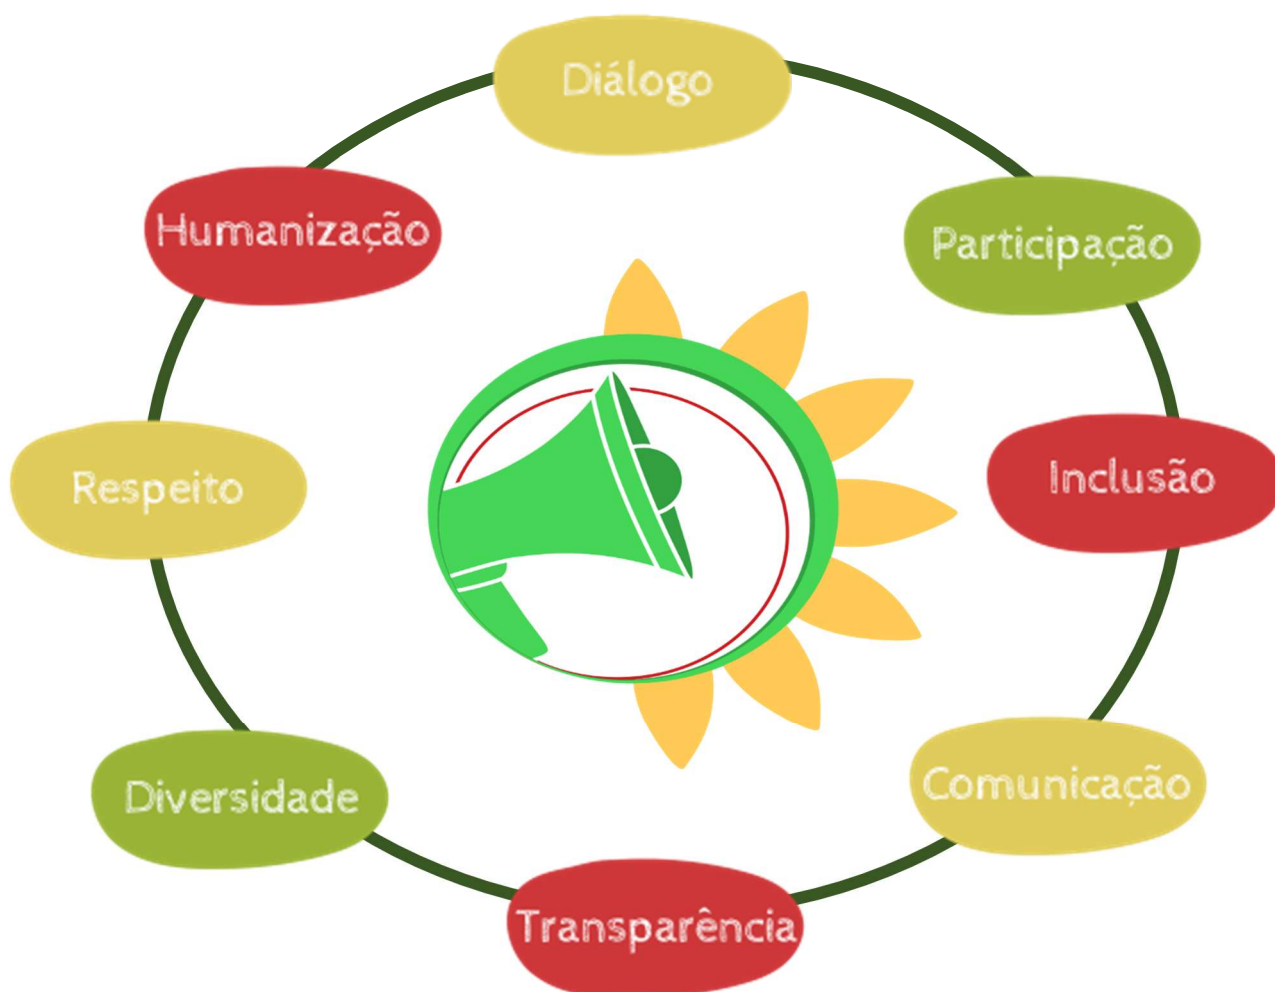 Diálogo
Humanização
Participação
Respeito
Inclusão
Diversidade
Comunicação
Transparência